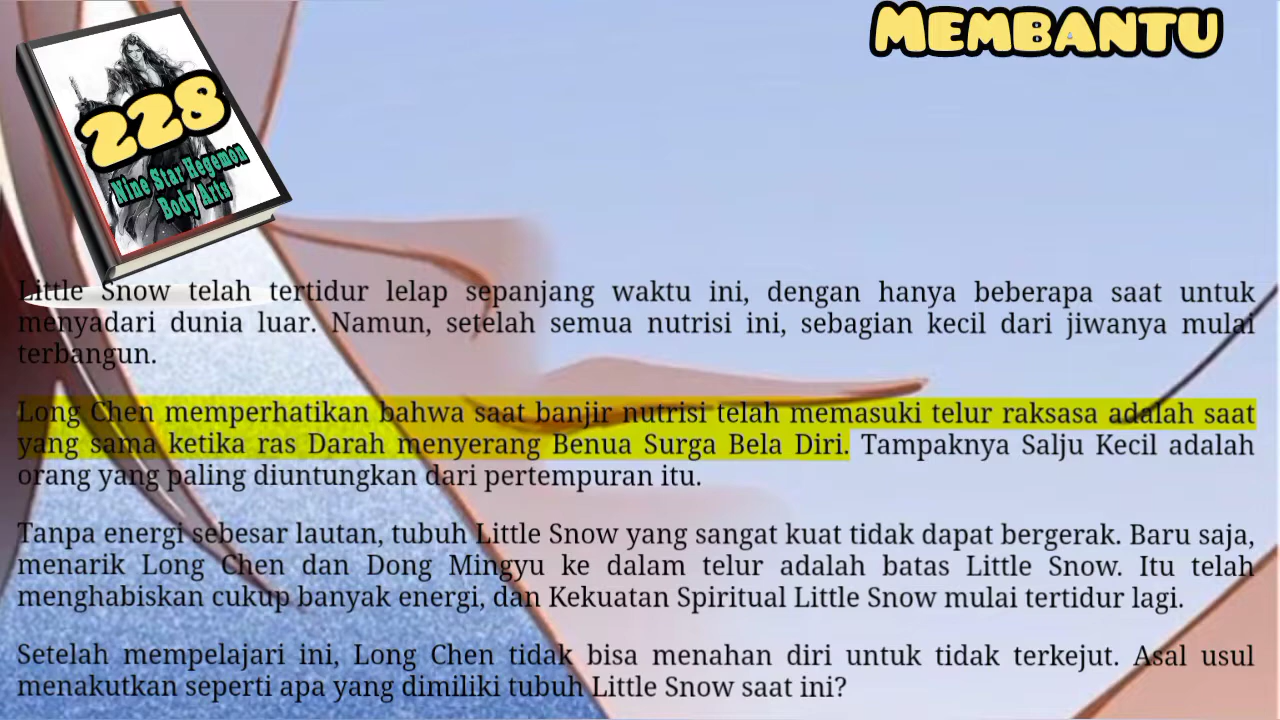 MEMBANTU
228
Nine Star Hegemon
Body Arts
Little Snow telah tertidur lelap sepanjang waktu ini, dengan hanya beberapa saat untuk
menyadari dunia luar. Namun, setelah semua nutrisi ini, sebagian kecil dari jiwanya mulai
terbangun.
Long Chen memperhatikan bahwa saat banjir nutrisi telah memasuki telur raksasa adalah saat
yang sama ketika ras Darah menyerang Benua Surga Bela Diri. Tampaknya Salju Kecil adalah
orang yang paling diuntungkan dari pertempuran itu.
Tanpa energi sebesar lautan, tubuh Little Snow yang sangat kuat tidak dapat bergerak. Baru saja,
menarik Long Chen dan Dong Mingyu ke dalam telur adalah batas Little Snow. Itu telah
menghabiskan cukup banyak energi, dan Kekuatan Spiritual Little Snow mulai tertidur lagi.
Setelah mempelajari ini, Long Chen tidak bisa menahan diri untuk tidak terkejut. Asal usul
menakutkan seperti apa yang dimiliki tubuh Little Snow saat ini?